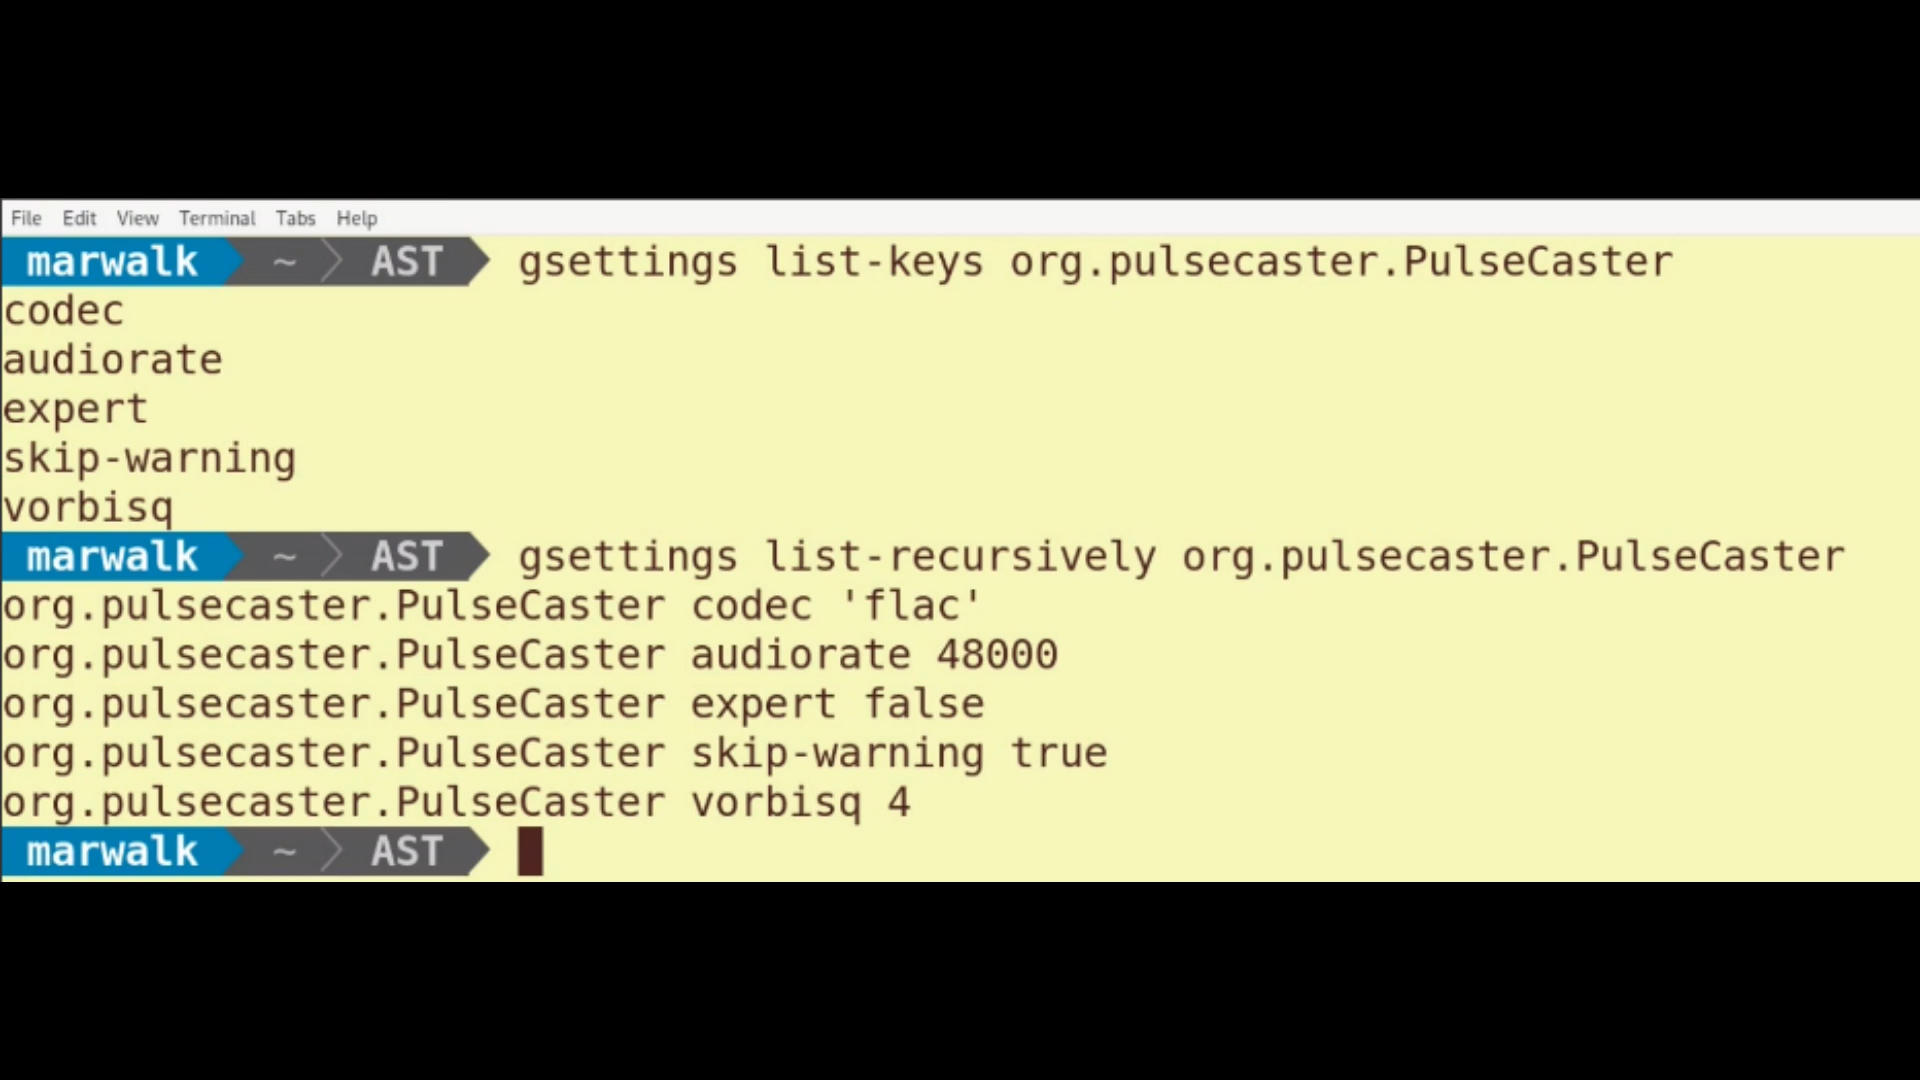 File Edit View Terminal Tabs Help
marwalk ~ AST gsettings list-keys org.pulsecaster.PulseCaster
codec
audiorate
expert
skip-warning
vorbisq
marwalk ~ AST gsettings list-recursively org.pulsecaster.PulseCaster
org.pulsecaster.PulseCaster codec 'flac'
org.pulsecaster.PulseCaster audiorate 48000
org.pulsecaster.PulseCaster expert false
org.pulsecaster.PulseCaster skip-warning true
org.pulsecaster.PulseCaster vorbisq 4
marwalk ~ AST